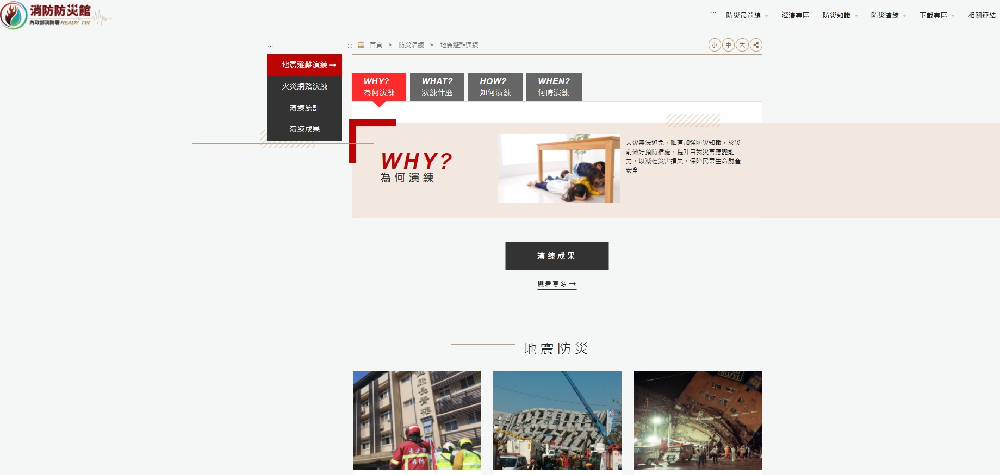 消防防災館
內政部消防署 READY TW
:::
防災最前線
澄清專區
防災知識
防災演練
下載專區
相關連結
:::
地震避難演練
火災網路演練
演練統計
演練成果
:::
首頁 > 防災演練 > 地震避難演練
小 中 大
WHY?
為何演練
WHAT?
演練什麼
HOW?
如何演練
WHEN?
何時演練
WHY?
為何演練
天災無法避免，唯有加強防災知識，於災
前做好預防措施，提升自我災害應變能
力，以減輕災害損失，保障民眾生命財產
安全
演練成果
觀看更多
地震防災
臺北市
消防
HOTEL